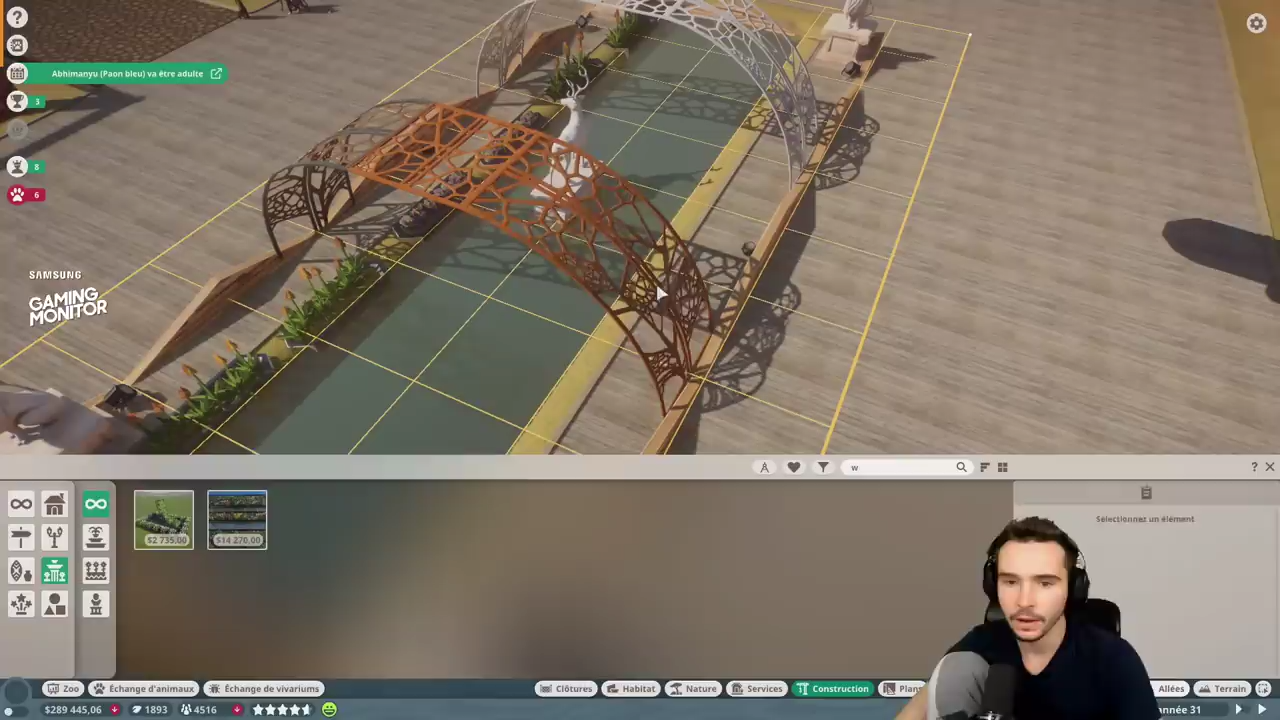 ?
Abhimanyu (Paon bleu) va être adulte
3
8
6
SAMSUNG
GAMING
MONITOR
w
?
$2 735,00
$14 270,00
Sélectionnez un élément
Zoo
Échange d'animaux
Échange de vivariums
Clôtures
Habitat
Nature
Services
Construction
Plans
Allées
Terrain
$289 445,06
1893
4516
année 31